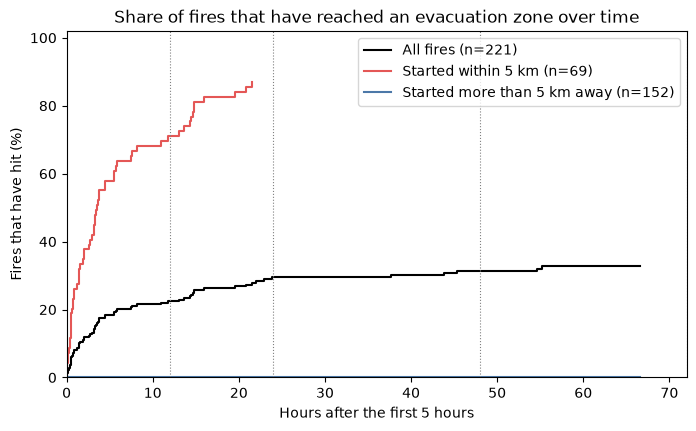 Share of fires that have reached an evacuation zone over time
Fires that have hit (%)
100
80
60
40
20
0
All fires (n=221)
Started within 5 km (n=69)
Started more than 5 km away (n=152)
0 10 20 30 40 50 60 70
Hours after the first 5 hours